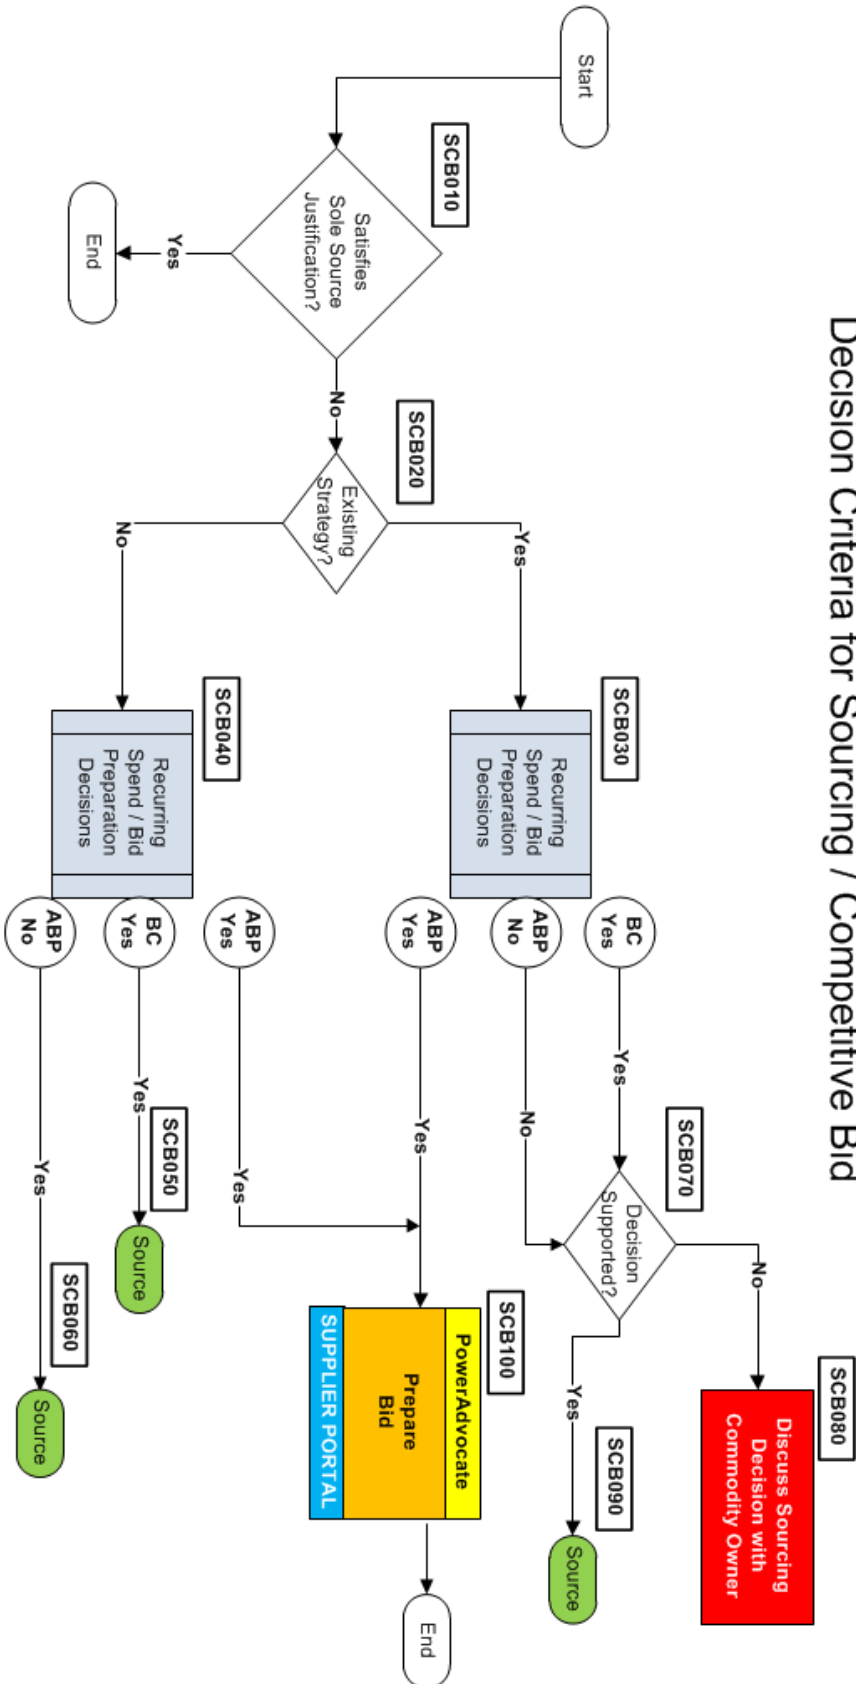 Decision Criteria for Sourcing / Competitive Bid
Start
SCB010
Satisfies
Sole Source
Justification?
Yes
End
No
SCB020
Existing
Strategy?
Yes
No
SCB030
Recurring
Spend / Bid
Preparation
Decisions
BC
Yes
ABP
No
ABP
Yes
SCB040
Recurring
Spend / Bid
Preparation
Decisions
ABP
Yes
BC
Yes
ABP
No
Yes
No
Yes
Yes
Yes
Yes
SCB050
Source
SCB060
Source
SCB070
Decision
Supported?
No
SCB080
Discuss Sourcing
Decision with
Commodity Owner
Yes
SCB090
Source
SCB100
PowerAdvocate
Prepare
Bid
SUPPLIER PORTAL
End